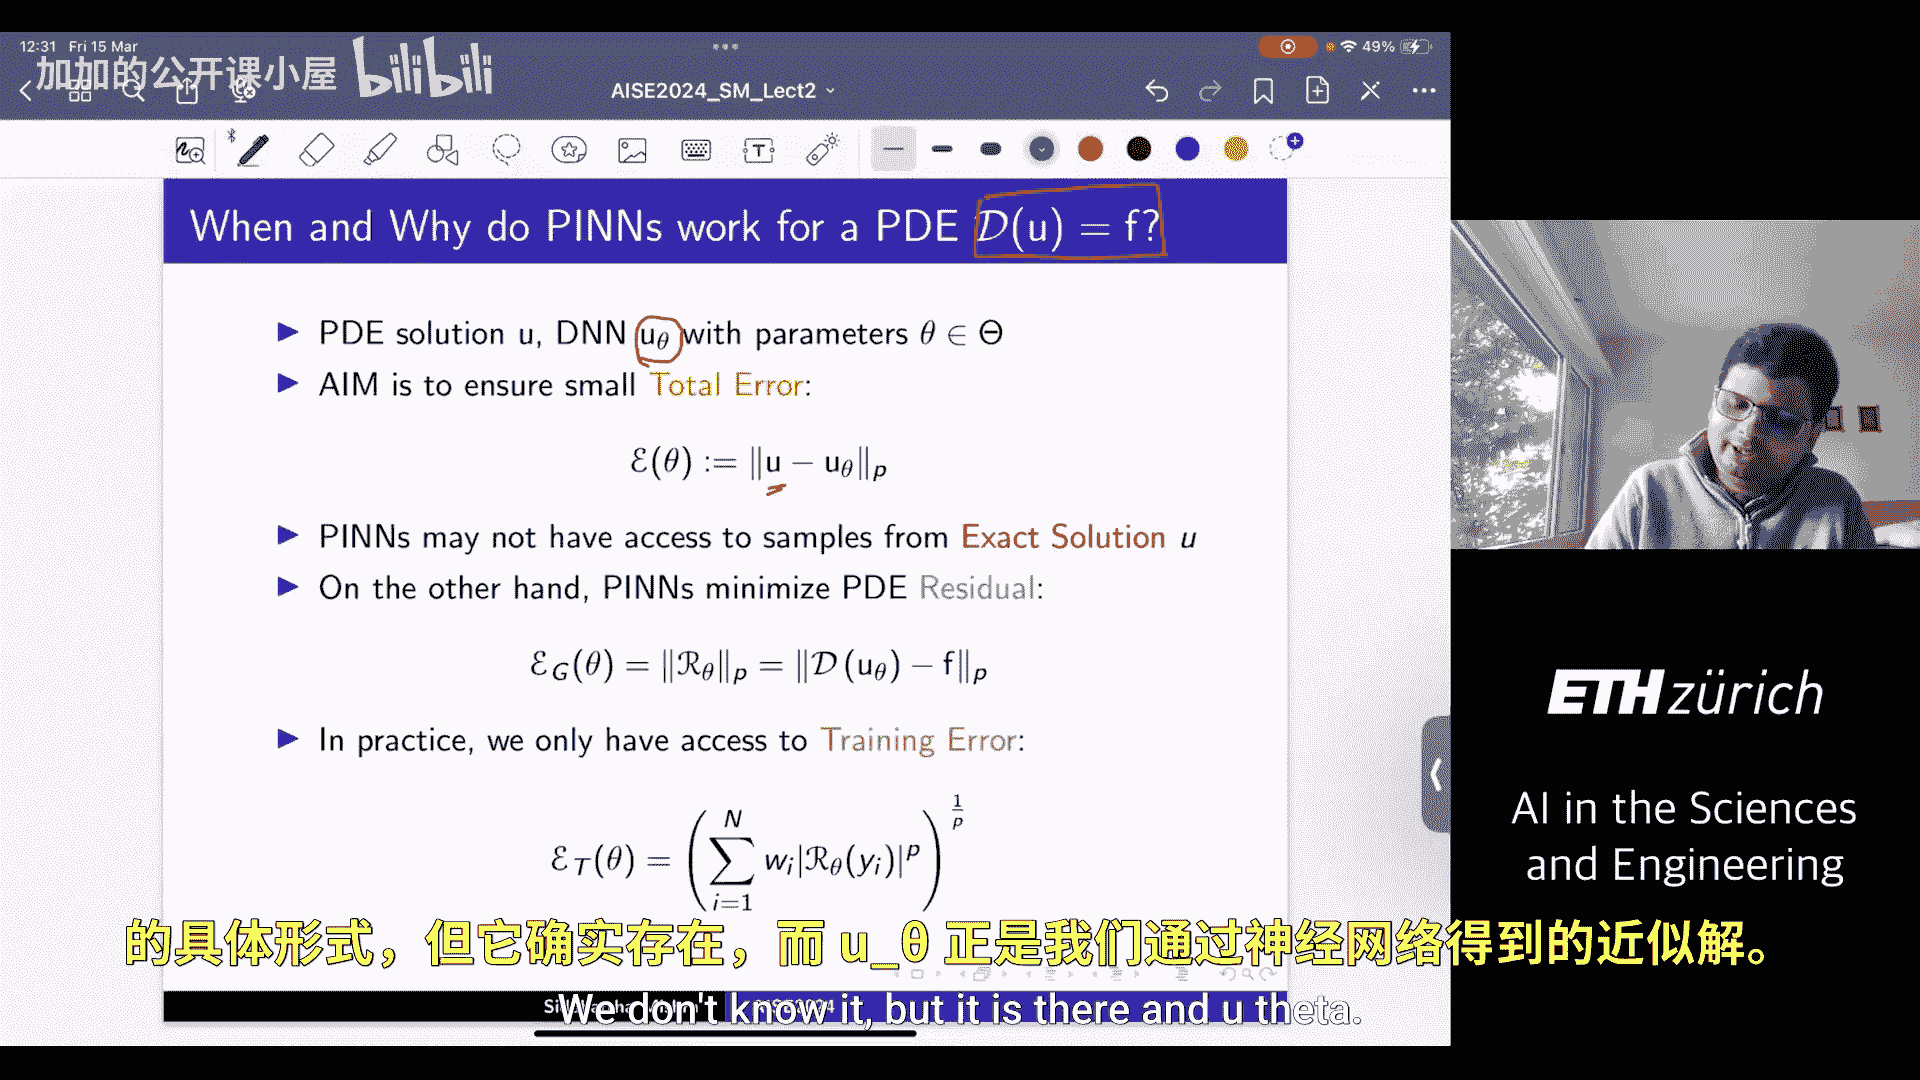 12:31 Fri 15 Mar
49%
加加的公开课小屋 bilibili
AISE2024_SM_Lect2
When and Why do PINNs work for a PDE 𝒟(u) = f?
PDE solution u, DNN u_θ with parameters θ ∈ Θ
AIM is to ensure small Total Error:
ℰ(θ) := ‖u − u_θ‖_p
PINNs may not have access to samples from Exact Solution u
On the other hand, PINNs minimize PDE Residual:
ℰ_G(θ) = ‖ℛ_θ‖_p = ‖𝒟(u_θ) − f‖_p
In practice, we only have access to Training Error:
ℰ_T(θ) = (∑_{i=1}^{N} w_i|ℛ_θ(y_i)|^p)^{1/p}
ETH zürich
AI in the Sciences
and Engineering
的具体形式，但它确实存在，而 u_θ 正是我们通过神经网络得到的近似解。
We don't know it, but it is there and u theta.